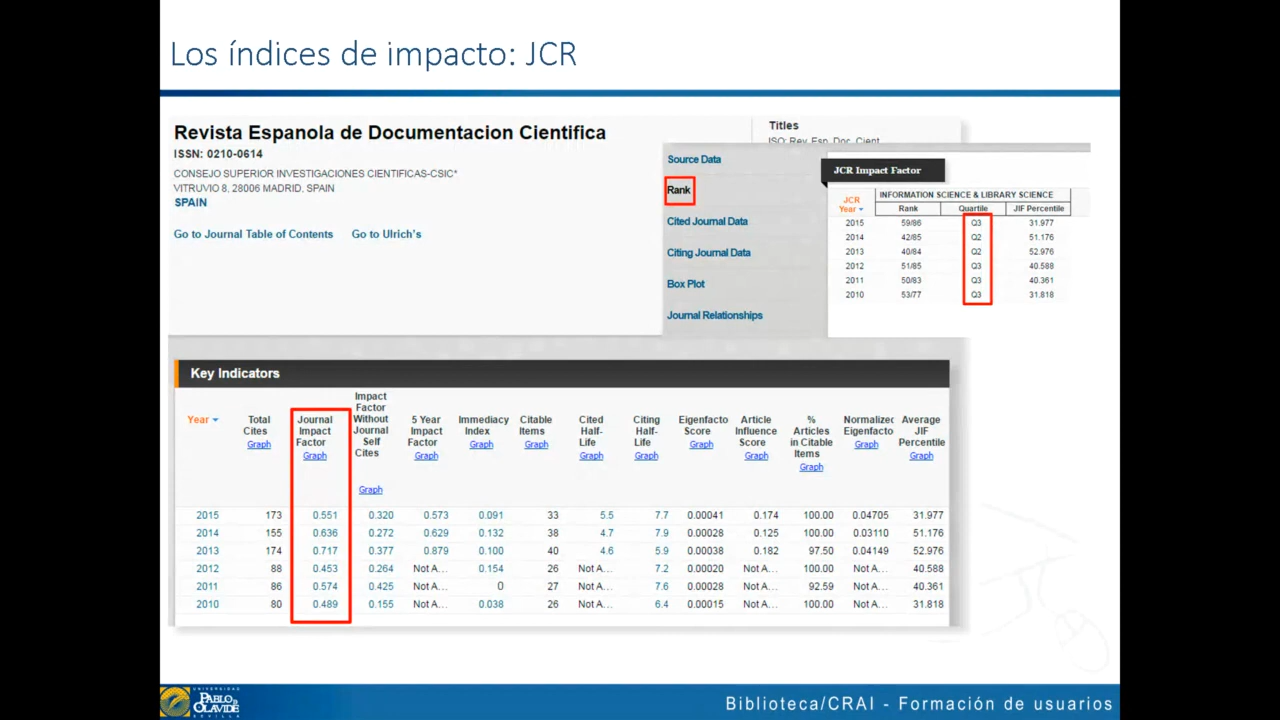 Los índices de impacto: JCR
Revista Espanola de Documentacion Cientifica
ISSN: 0210-0614
CONSEJO SUPERIOR INVESTIGACIONES CIENTIFICAS-CSIC*
VITRUVIO 8, 28006 MADRID, SPAIN
SPAIN
Go to Journal Table of Contents Go to Ulrich's
Titles
ISO: Rev. Esp. Doc. Cient.
Source Data
Rank
Cited Journal Data
Citing Journal Data
Box Plot
Journal Relationships
JCR Impact Factor
JCR Year INFORMATION SCIENCE & LIBRARY SCIENCE
Rank Quartile JIF Percentile
2015 59/86 Q3 31.977
2014 42/85 Q2 51.176
2013 40/84 Q2 52.976
2012 51/85 Q3 40.588
2011 50/83 Q3 40.361
2010 53/77 Q3 31.818
Key Indicators
Year
Total Cites Graph
Journal Impact Factor Graph
Impact Factor Without Journal Self Cites Graph
5 Year Impact Factor Graph
Immediacy Index Graph
Citable Items Graph
Cited Half-Life Graph
Citing Half-Life Graph
Eigenfacto Score Graph
Article Influence Score Graph
% Articles in Citable Items Graph
Normalizec Eigenfacto Graph
Average JIF Percentile Graph
2015 173 0.551 0.320 0.573 0.091 33 5.5 7.7 0.00041 0.174 100.00 0.04705 31.977
2014 155 0.636 0.272 0.629 0.132 38 4.7 7.9 0.00028 0.125 100.00 0.03110 51.176
2013 174 0.717 0.377 0.879 0.100 40 4.6 5.9 0.00038 0.182 97.50 0.04149 52.976
2012 88 0.453 0.264 Not A... 0.154 26 Not A... 7.2 0.00020 Not A... 100.00 Not A... 40.588
2011 86 0.574 0.425 Not A... 0 27 Not A... 7.6 0.00028 Not A... 92.59 Not A... 40.361
2010 80 0.489 0.155 Not A... 0.038 26 Not A... 6.4 0.00015 Not A... 100.00 Not A... 31.818
UNIVERSIDAD
PABLO DE
OLAVIDE
SEVILLA
Biblioteca/CRAI - Formación de usuarios